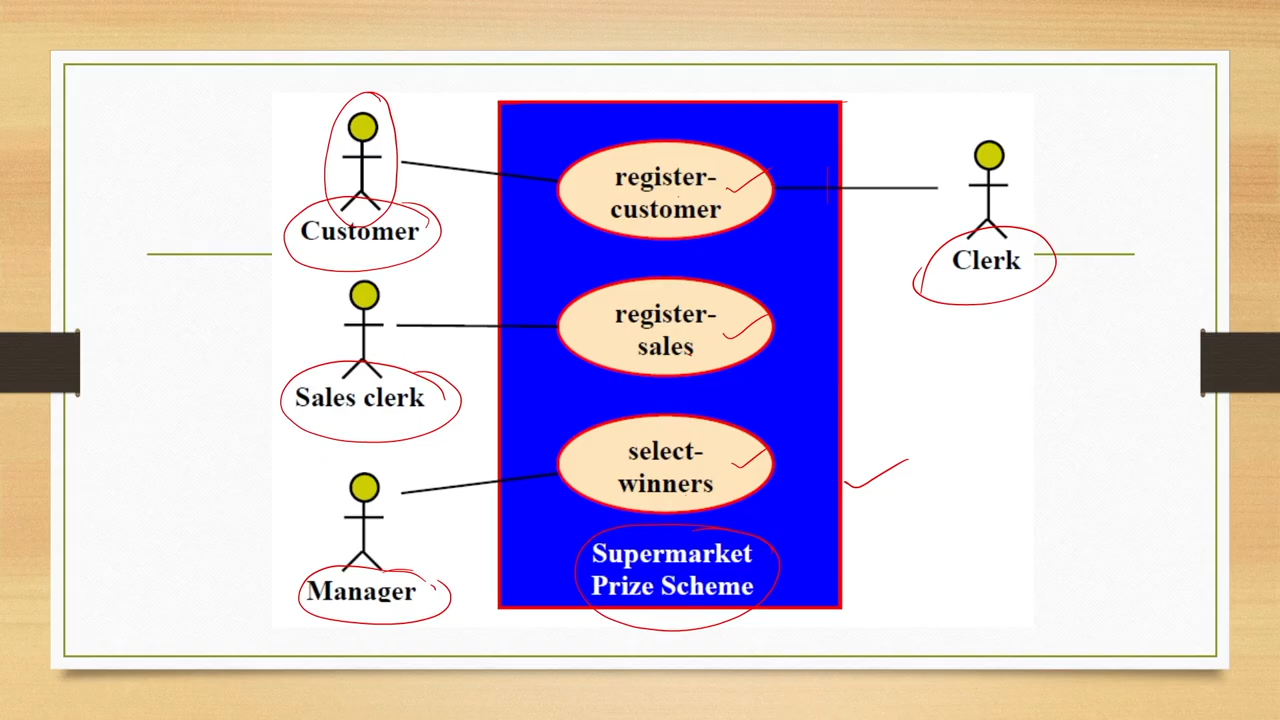 register-
customer
Customer
Clerk
register-
sales
Sales clerk
select-
winners
Manager
Supermarket
Prize Scheme